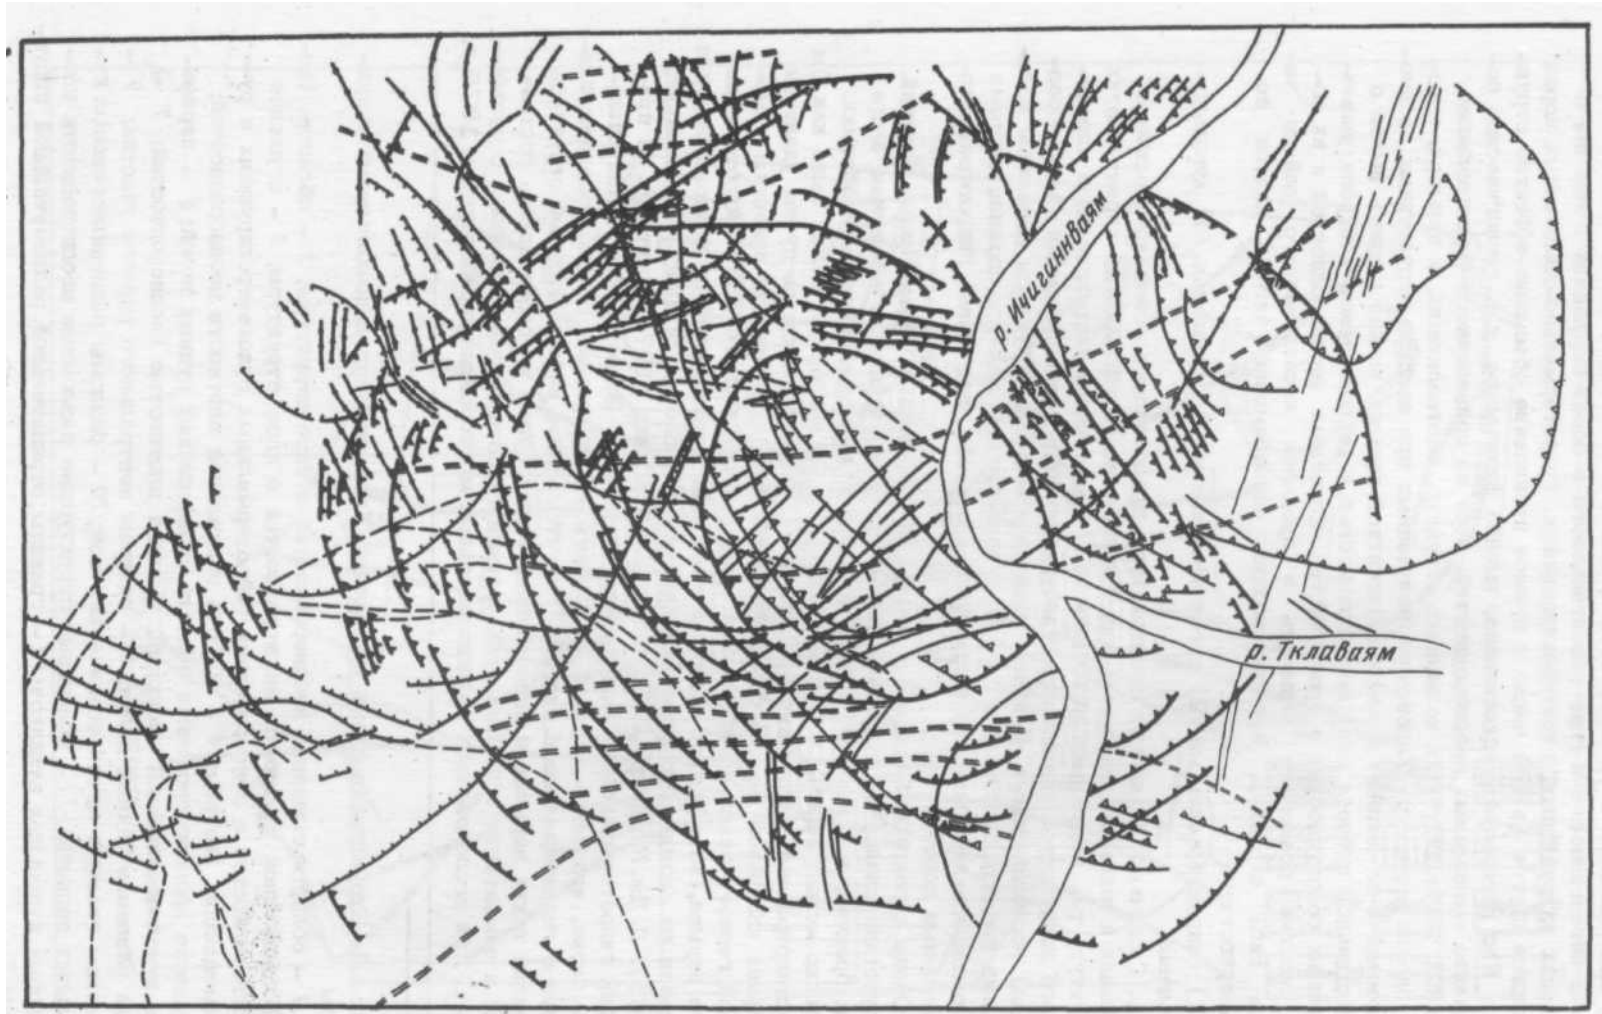 р. Ичигиннваям
р. Тклаваям